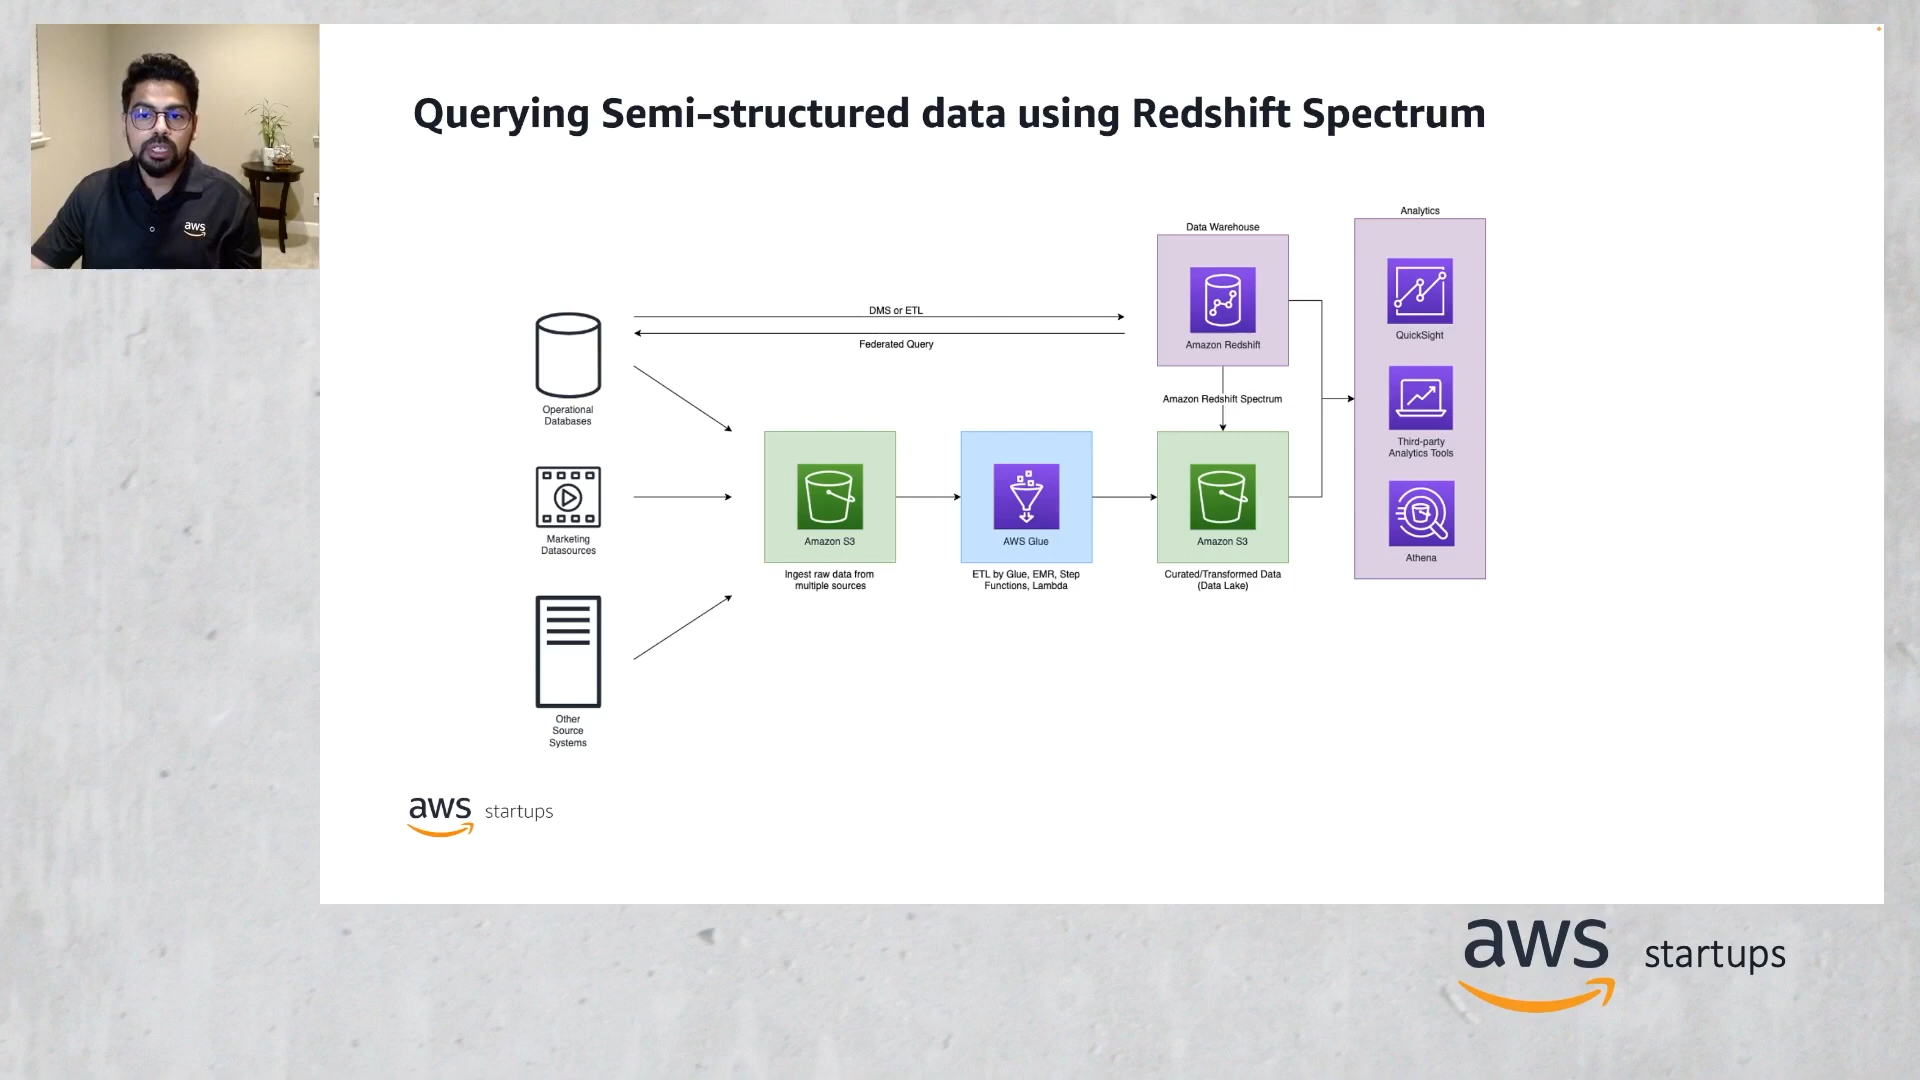 aws
Querying Semi-structured data using Redshift Spectrum
Analytics
Data Warehouse
QuickSight
DMS or ETL
Amazon Redshift
Federated Query
Amazon Redshift Spectrum
Operational
Databases
Third-party
Analytics Tools
Marketing
Datasources
Amazon S3
AWS Glue
Amazon S3
Athena
Ingest raw data from
multiple sources
ETL by Glue, EMR, Step
Functions, Lambda
Curated/Transformed Data
(Data Lake)
Other
Source
Systems
aws startups
aws startups